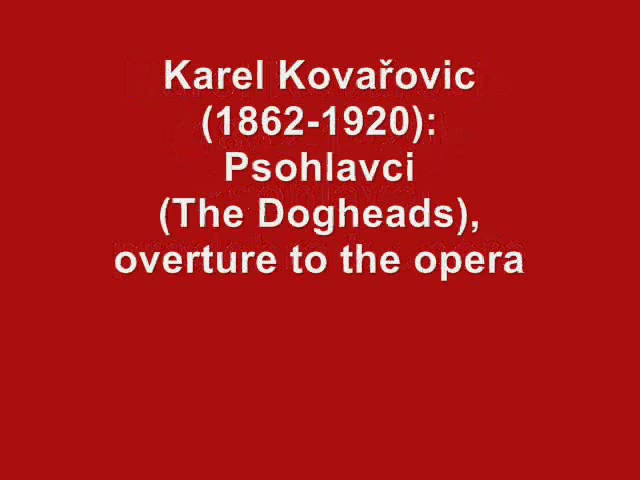 Karel Kovařovic
(1862-1920):
Psohlavci
(The Dogheads),
overture to the opera